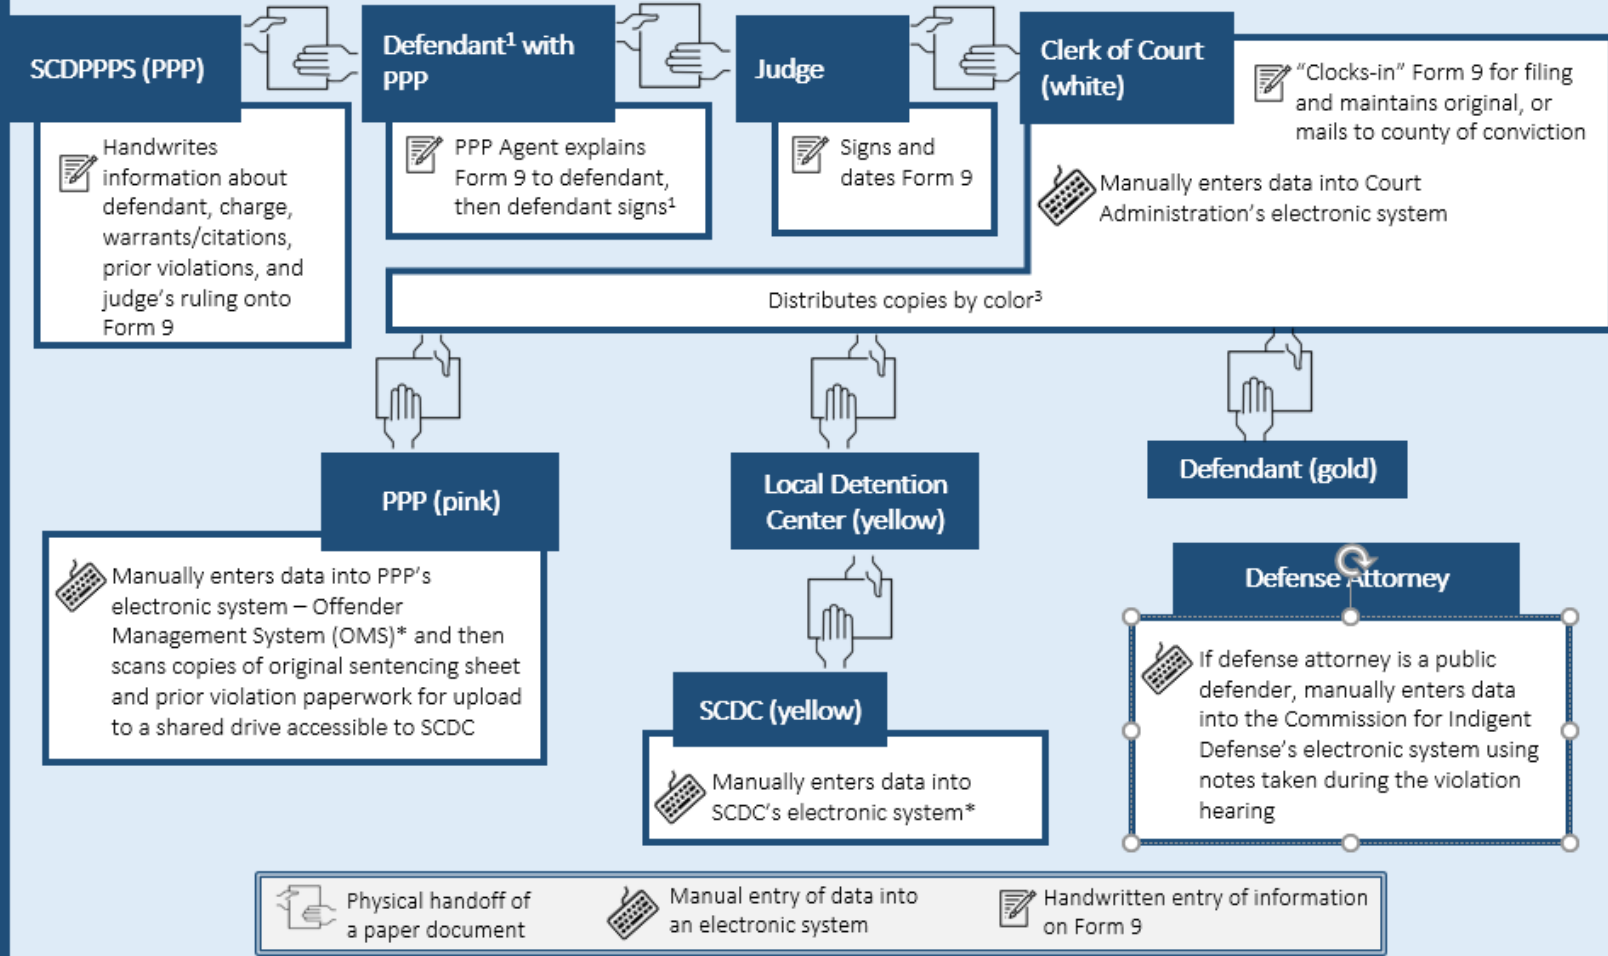 SCDPPPS (PPP)
Handwrites
information about
defendant, charge,
warrants/citations,
prior violations, and
judge's ruling onto
Form 9
Defendant¹ with
PPP
PPP Agent explains
Form 9 to defendant,
then defendant signs¹
Judge
Signs and
dates Form 9
Clerk of Court
(white)
"Clocks-in" Form 9 for filing
and maintains original, or
mails to county of conviction
Manually enters data into Court
Administration's electronic system
Distributes copies by color³
PPP (pink)
Manually enters data into PPP's
electronic system – Offender
Management System (OMS)* and then
scans copies of original sentencing sheet
and prior violation paperwork for upload
to a shared drive accessible to SCDC
Local Detention
Center (yellow)
SCDC (yellow)
Manually enters data into
SCDC's electronic system*
Defendant (gold)
Defense Attorney
If defense attorney is a public
defender, manually enters data
into the Commission for Indigent
Defense's electronic system using
notes taken during the violation
hearing
Physical handoff of
a paper document
Manual entry of data into
an electronic system
Handwritten entry of information
on Form 9